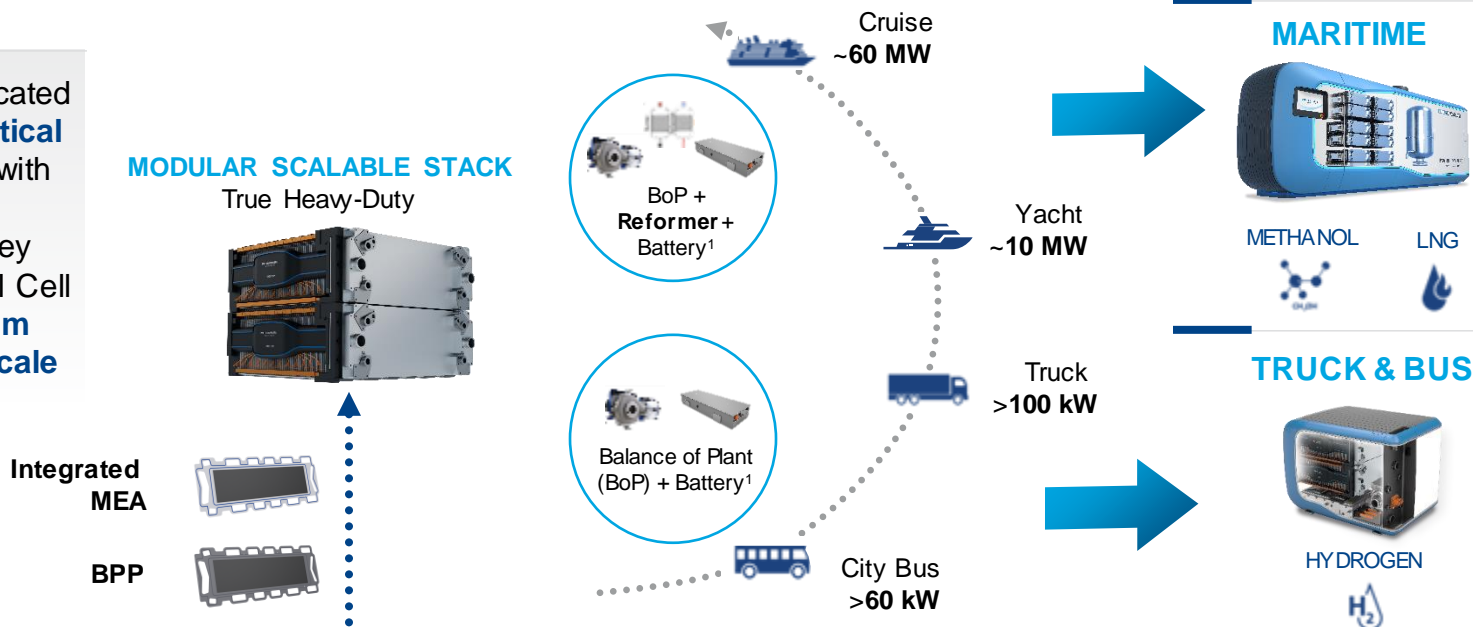 cated
tical
with
ey
l Cell
m
cale
MODULAR SCALABLE STACK
True Heavy-Duty
Integrated
MEA
BPP
BoP +
Reformer +
Battery¹
Balance of Plant
(BoP) + Battery¹
Cruise
~60 MW
Yacht
~10 MW
Truck
>100 kW
City Bus
>60 kW
MARITIME
METHANOL
LNG
CH₃OH
TRUCK & BUS
HYDROGEN
H₂